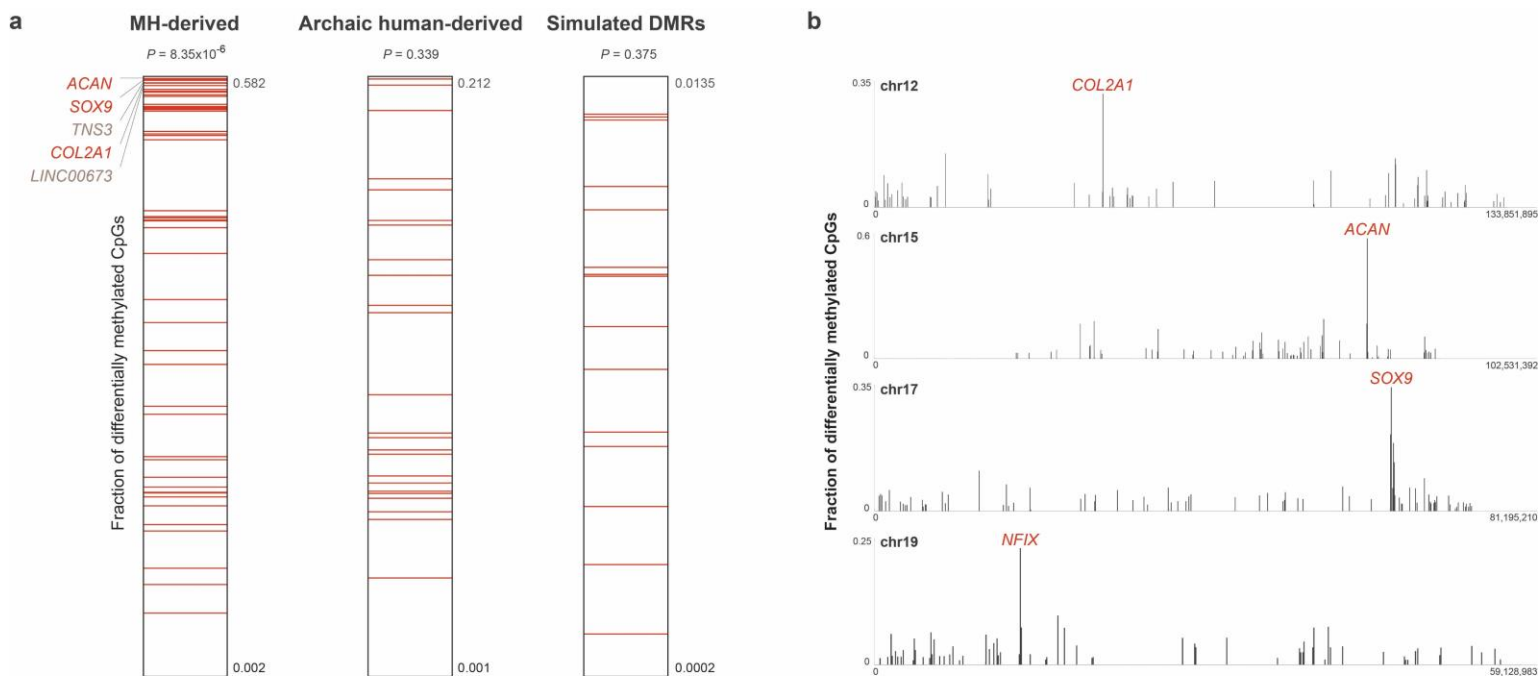 a
MH-derived
Archaic human-derived
Simulated DMRs
P = 8.35x10-6
P = 0.339
P = 0.375
0.582
0.212
0.0135
ACAN
SOX9
TNS3
COL2A1
LINC00673
Fraction of differentially methylated CpGs
0.002
0.001
0.0002
b
0.35
chr12
COL2A1
0
0
133,851,895
0.6
chr15
ACAN
0
0
102,531,392
0.35
chr17
SOX9
0
0
81,195,210
0.25
chr19
NFIX
0
0
59,128,983
Fraction of differentially methylated CpGs